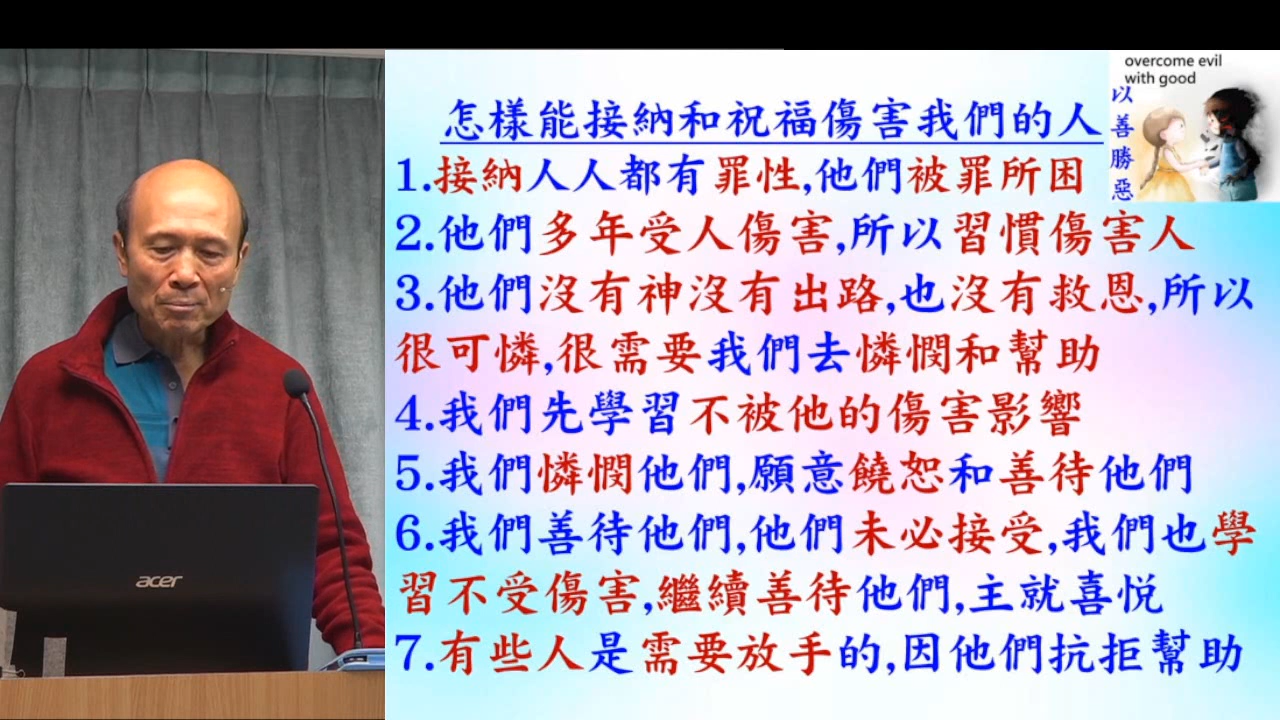 overcome evil
with good
以善勝惡
怎樣能接納和祝福傷害我們的人
1.接納人人都有罪性,他們被罪所困
2.他們多年受人傷害,所以習慣傷害人
3.他們沒有神沒有出路,也沒有救恩,所以
很可憐,很需要我們去憐憫和幫助
4.我們先學習不被他的傷害影響
5.我們憐憫他們,願意饒恕和善待他們
6.我們善待他們,他們未必接受,我們也學
習不受傷害,繼續善待他們,主就喜悅
7.有些人是需要放手的,因他們抗拒幫助
acer